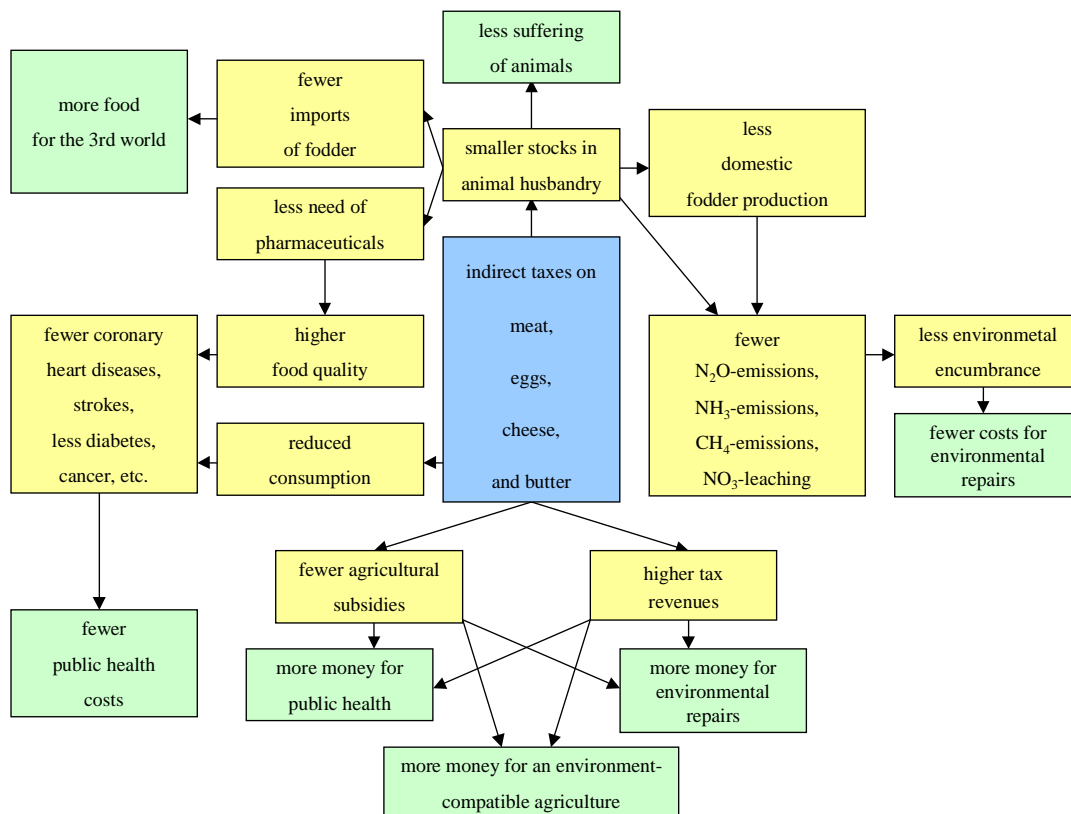 less suffering
of animals
more food
for the 3rd world
fewer
imports
of fodder
smaller stocks in
animal husbandry
less
domestic
fodder production
less need of
pharmaceuticals
indirect taxes on
meat,
eggs,
cheese,
and butter
fewer coronary
heart diseases,
strokes,
less diabetes,
cancer, etc.
higher
food quality
reduced
consumption
fewer
N₂O-emissions,
NH₃-emissions,
CH₄-emissions,
NO₃-leaching
less environmetal
encumbrance
fewer costs for
environmental
repairs
fewer agricultural
subsidies
higher tax
revenues
fewer
public health
costs
more money for
public health
more money for
environmental
repairs
more money for an environment-
compatible agriculture